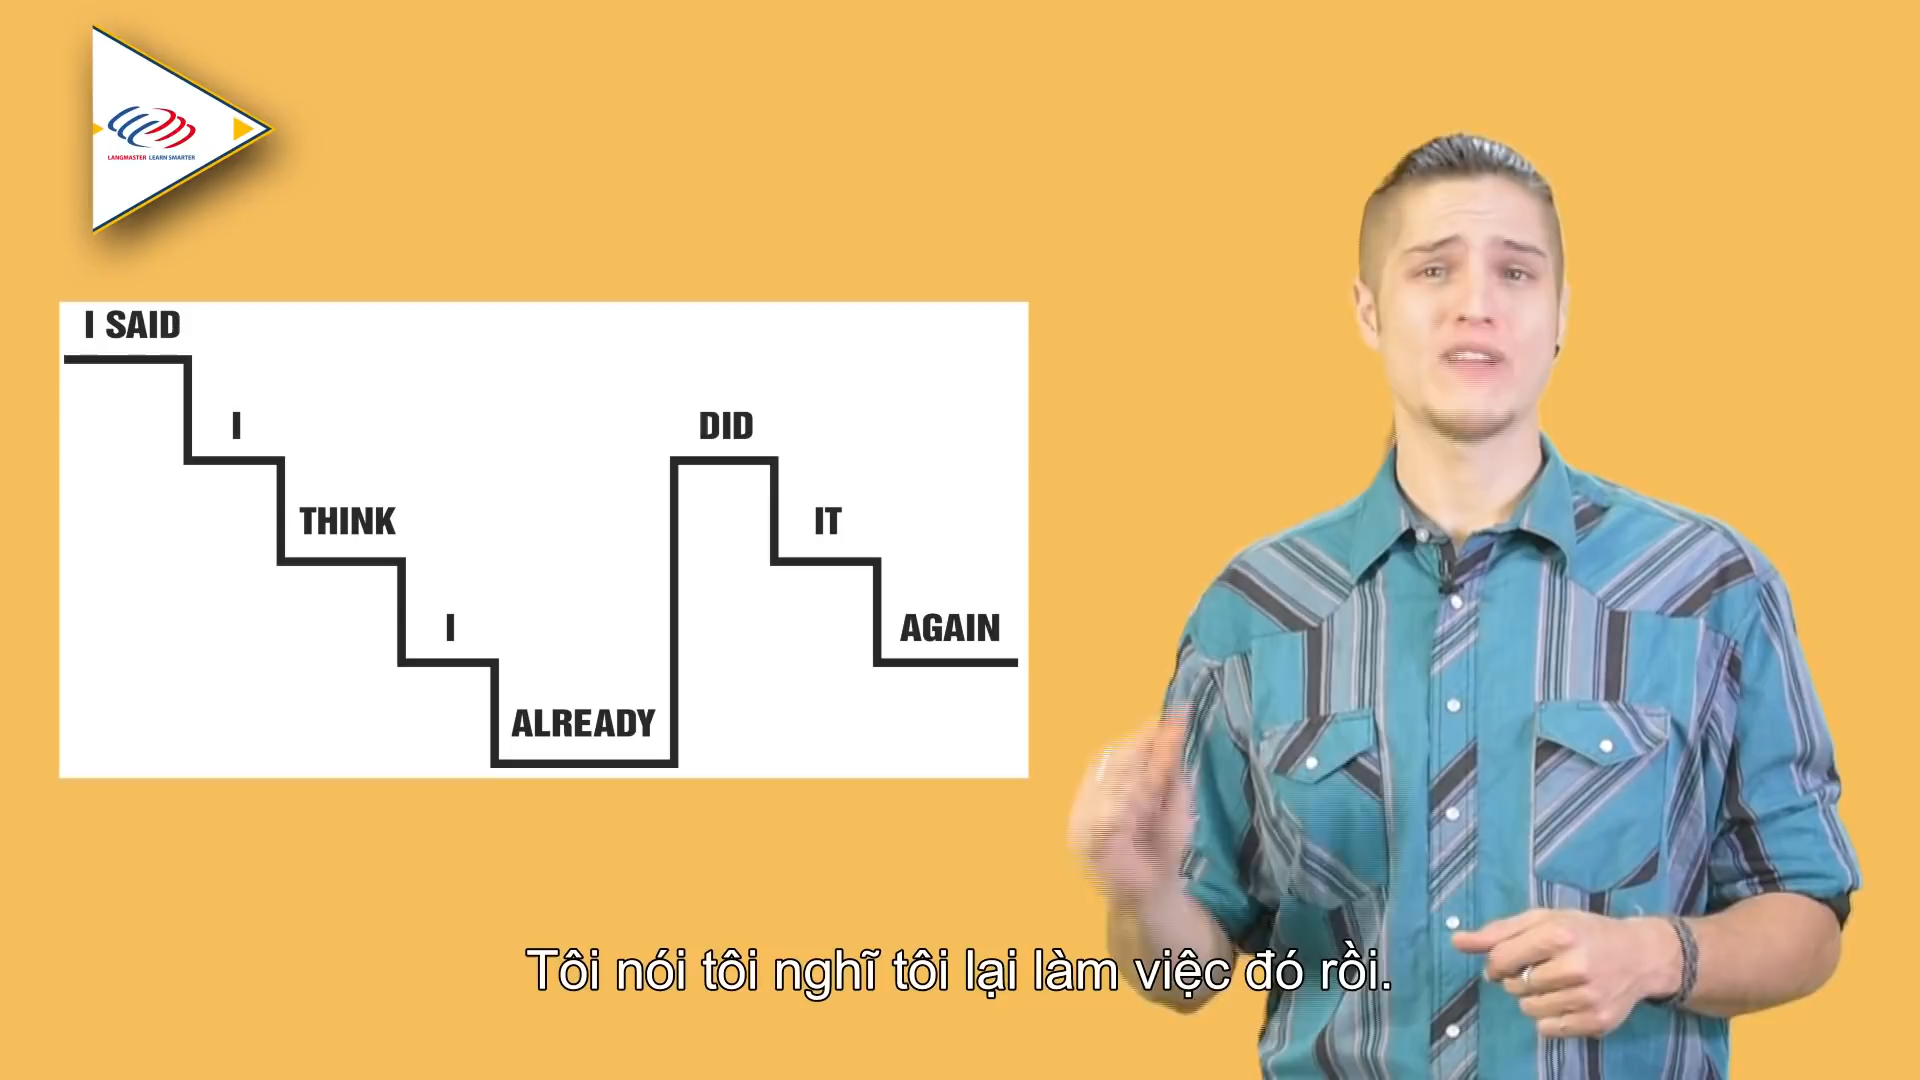 LANGMASTER LEARN SMARTER
I SAID
I
THINK
I
ALREADY
DID
IT
AGAIN
Tôi nói tôi nghĩ tôi lại làm việc đó rồi.